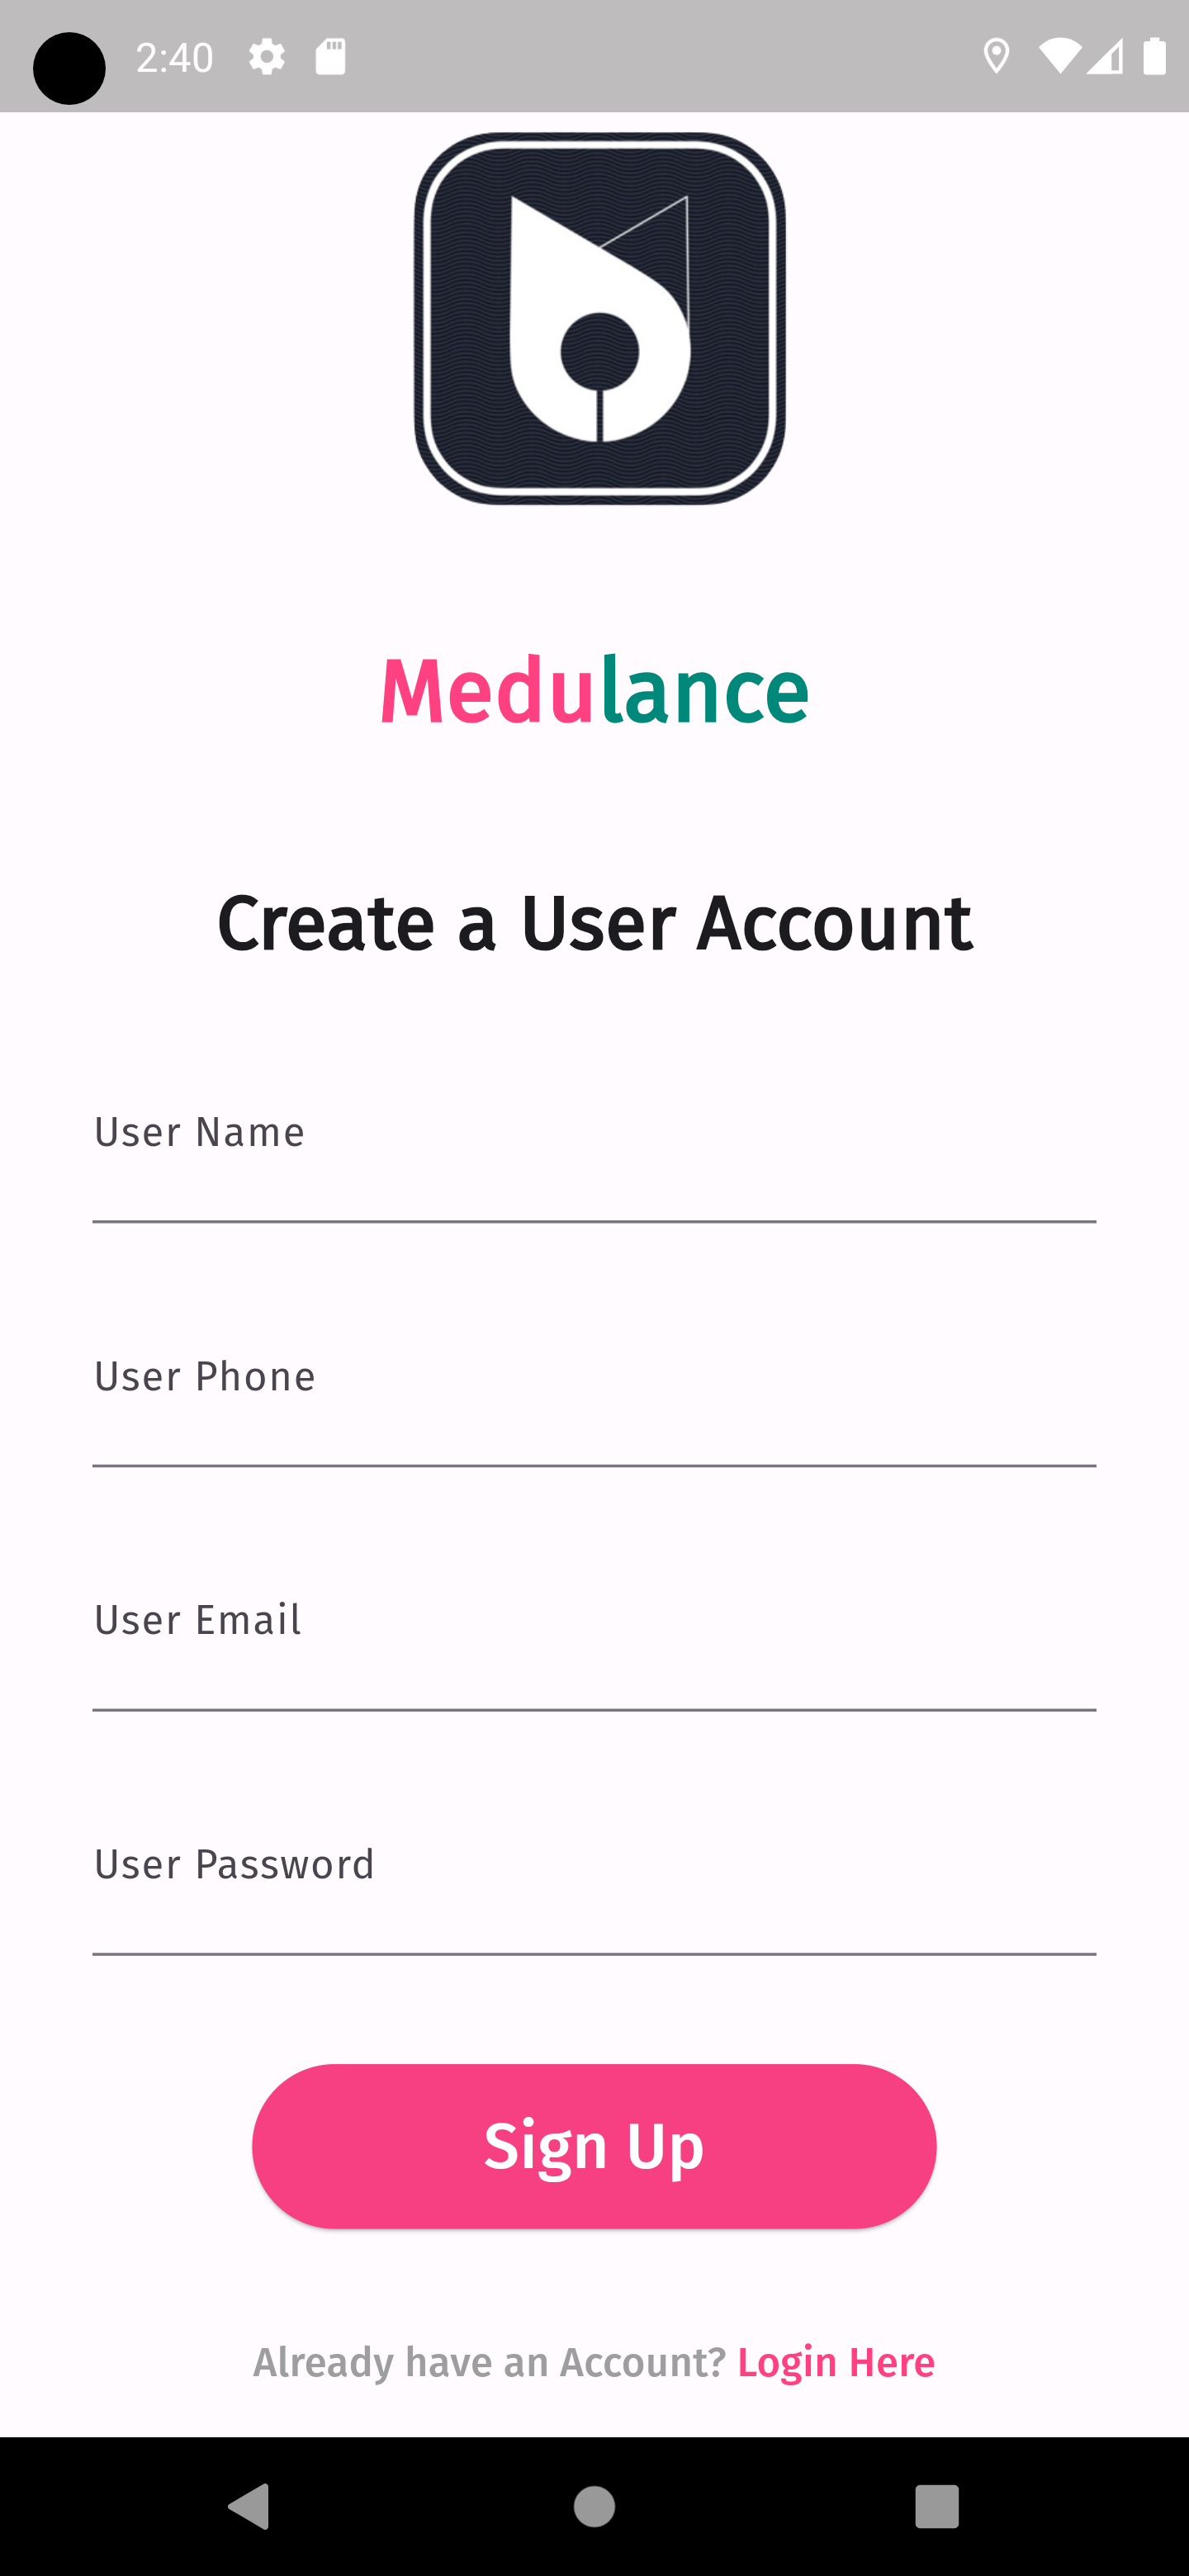 2:40
Medulance
Create a User Account
User Name
User Phone
User Email
User Password
Sign Up
Already have an Account? Login Here